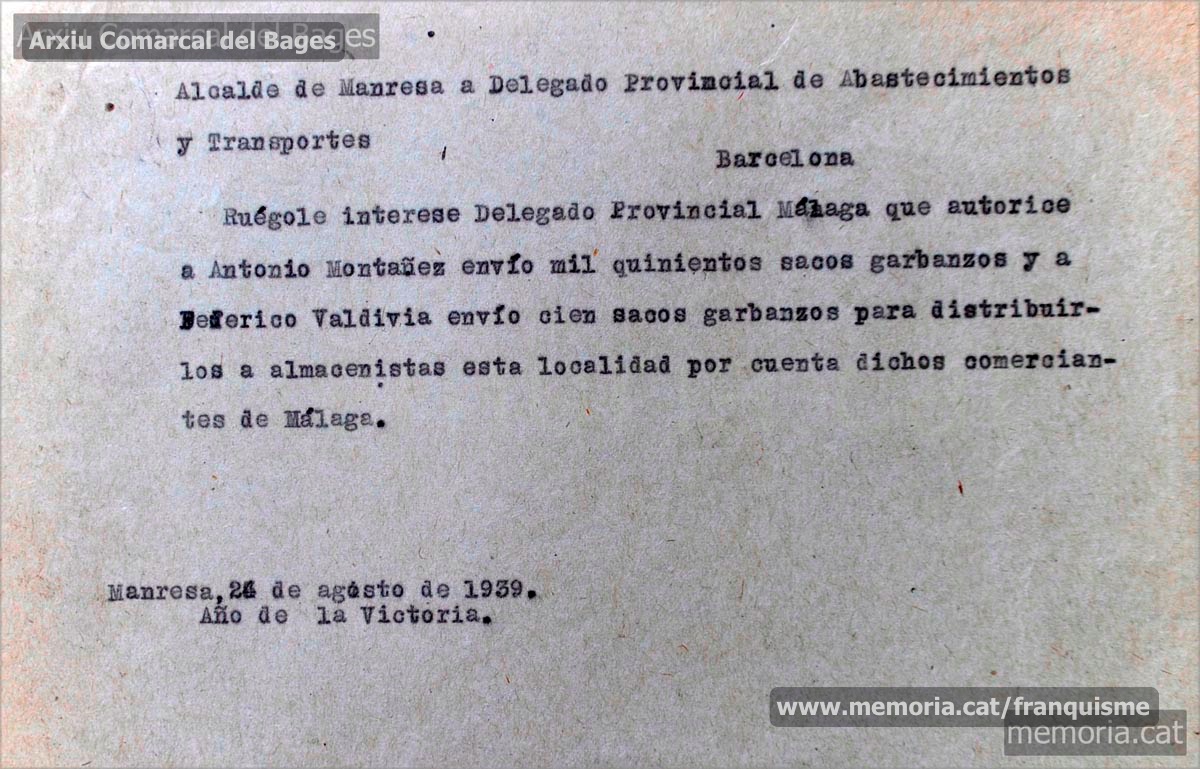 Arxiu Comarcal del Bages
Alcalde de Manresa a Delegado Provincial de Abastecimientos
y Transportes
Barcelona
Ruégole interese Delegado Provincial Málaga que autorice
a Antonio Montañez envío mil quinientos sacos garbanzos y a
Federico Valdivia envío cien sacos garbanzos para distribuir-
los a almacenistas esta localidad por cuenta dichos comercian-
tes de Málaga.
Manresa, de agosto de 1939.
Año de la Victoria.
www.memoria.cat/franquisme
memoria.cat